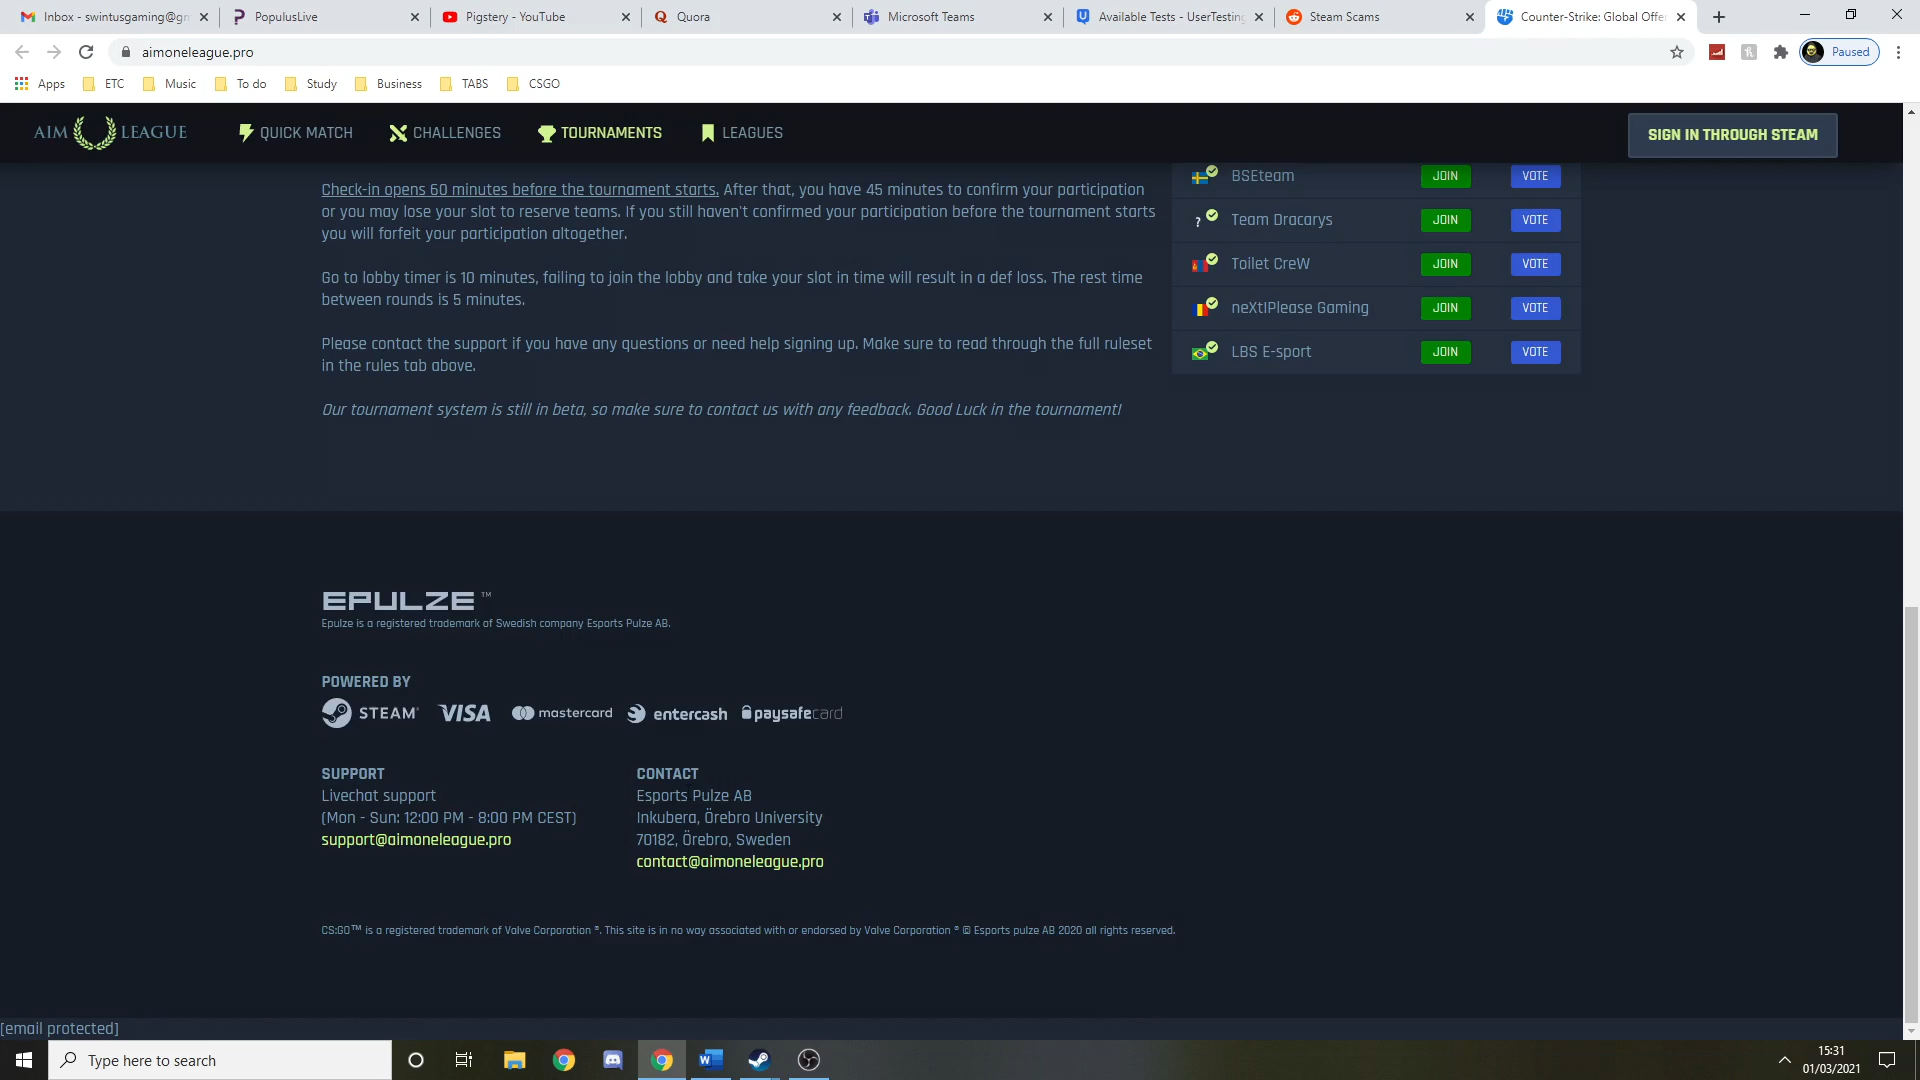 Inbox - swintusgaming@gm
PopulusLive
Pigstery - YouTube
Quora
Microsoft Teams
Available Tests - UserTesting
Steam Scams
Counter-Strike: Global Offen
aimoneleague.pro
Paused
Apps
ETC
Music
To do
Study
Business
TABS
CSGO
AIM LEAGUE
QUICK MATCH
CHALLENGES
TOURNAMENTS
LEAGUES
SIGN IN THROUGH STEAM
Check-in opens 60 minutes before the tournament starts. After that, you have 45 minutes to confirm your participation
or you may lose your slot to reserve teams. If you still haven't confirmed your participation before the tournament starts
you will forfeit your participation altogether.
Go to lobby timer is 10 minutes, failing to join the lobby and take your slot in time will result in a def loss. The rest time
between rounds is 5 minutes.
Please contact the support if you have any questions or need help signing up. Make sure to read through the full ruleset
in the rules tab above.
Our tournament system is still in beta, so make sure to contact us with any feedback. Good Luck in the tournament!
BSEteam JOIN VOTE
? Team Dracarys JOIN VOTE
Toilet CreW JOIN VOTE
neXt!Please Gaming JOIN VOTE
LBS E-sport JOIN VOTE
EPULZE ™
Epulze is a registered trademark of Swedish company Esports Pulze AB.
POWERED BY
STEAM® VISA mastercard entercash paysafecard
SUPPORT
Livechat support
(Mon - Sun: 12:00 PM - 8:00 PM CEST)
support@aimoneleague.pro
CONTACT
Esports Pulze AB
Inkubera, Örebro University
70182, Örebro, Sweden
contact@aimoneleague.pro
CS:GO™ is a registered trademark of Valve Corporation ®. This site is in no way associated with or endorsed by Valve Corporation ® © Esports pulze AB 2020 all rights reserved.
[email protected]
Type here to search
15:31
01/03/2021